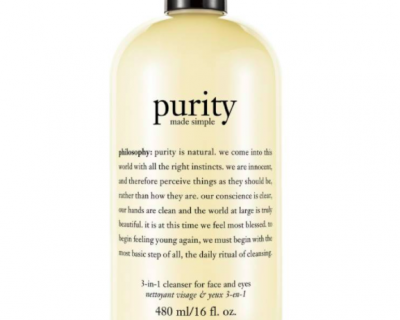 purity
made simple
philosophy: purity is natural. we come into this
world with all the right instincts. we are innocent,
and therefore perceive things as they should be,
rather than how they are. our conscience is clear,
our hands are clean and the world at large is truly
beautiful. it is at this time we feel most blessed. to
begin feeling young again, we must begin with the
most basic step of all, the daily ritual of cleansing.
3-in-1 cleanser for face and eyes
nettoyant visage & yeux 3-en-1
480 ml/16 fl. oz.